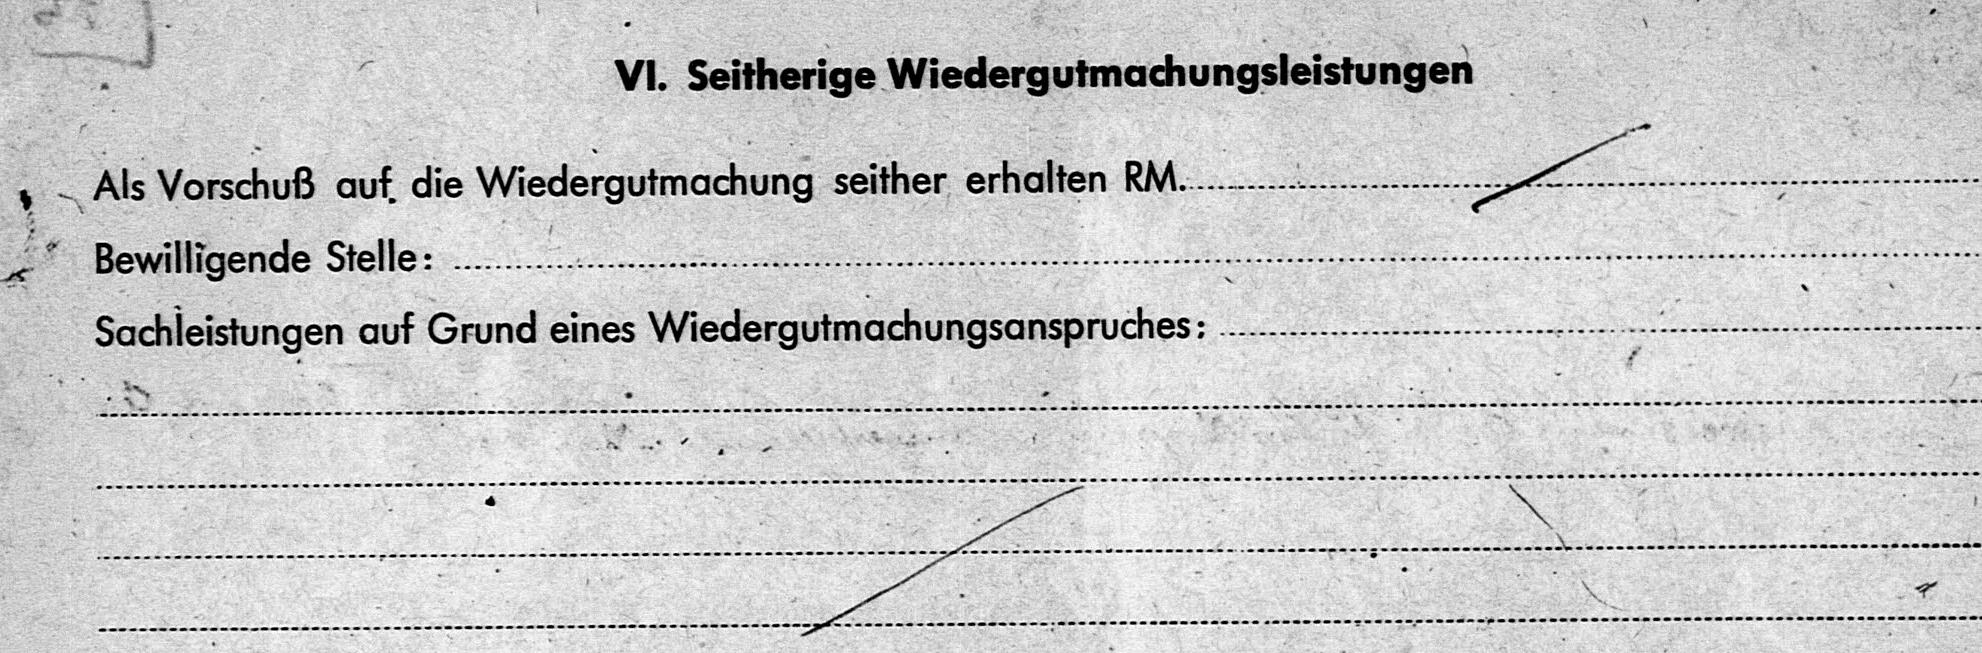 VI. Seitherige Wiedergutmachungsleistungen
Als Vorschuß auf die Wiedergutmachung seither erhalten RM.
Bewilligende Stelle:
Sachleistungen auf Grund eines Wiedergutmachungsanspruches: